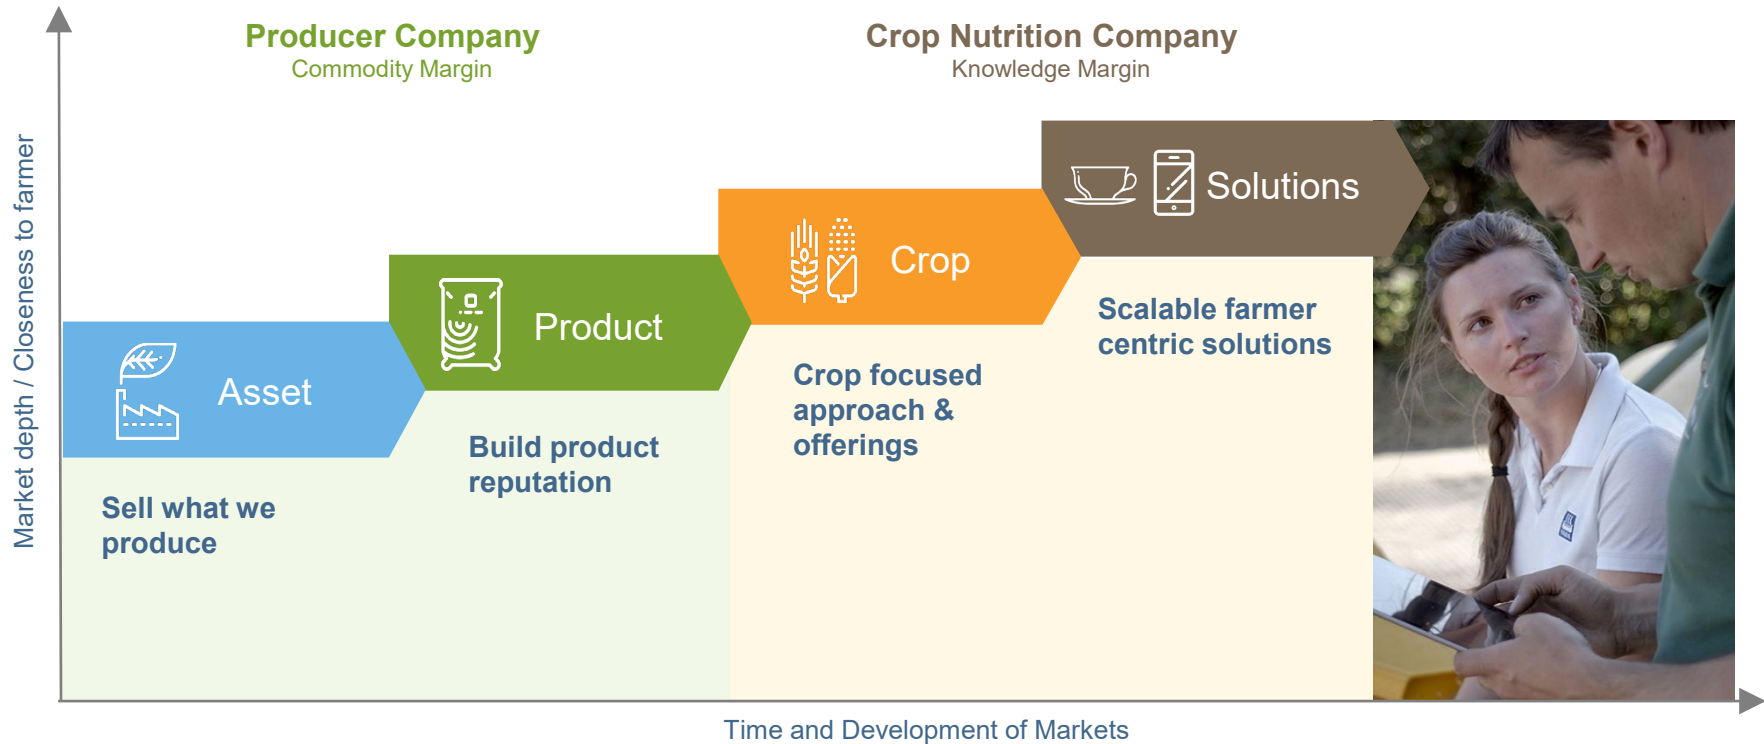 Producer Company
Commodity Margin
Crop Nutrition Company
Knowledge Margin
Market depth / Closeness to farmer
Solutions
Crop
Product
Asset
Scalable farmer
centric solutions
Crop focused
approach &
offerings
Build product
reputation
Sell what we
produce
Time and Development of Markets